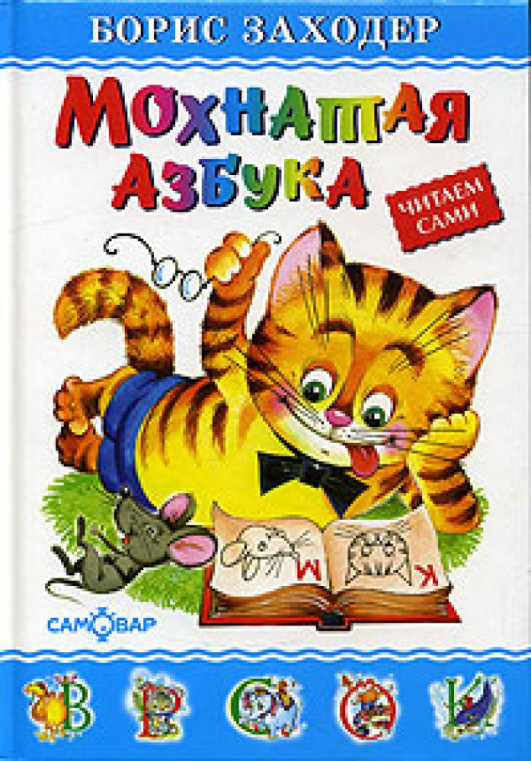 БОРИС ЗАХОДЕР
МОХНАТАЯ
АЗБУКА
ЧИТАЕМ
САМИ
М К
САМОВАР
В Р С О К